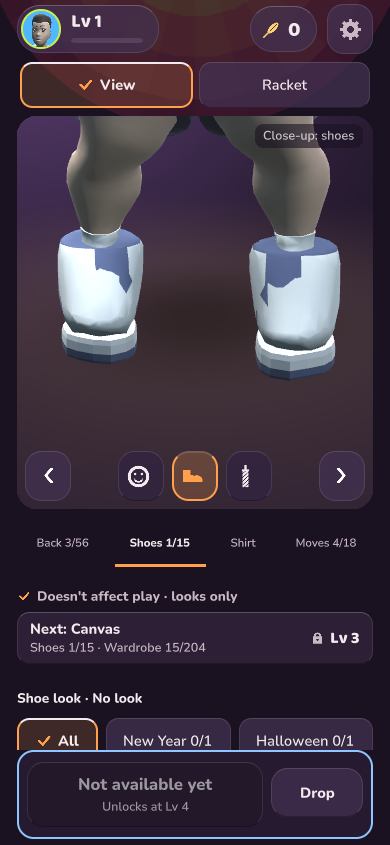 Lv 1
0
View
Racket
Close-up: shoes
Back 3/56
Shoes 1/15
Shirt
Moves 4/18
Doesn't affect play · looks only
Next: Canvas
Shoes 1/15 · Wardrobe 15/204
Lv 3
Shoe look · No look
All
New Year 0/1
Halloween 0/1
Not available yet
Unlocks at Lv 4
Drop